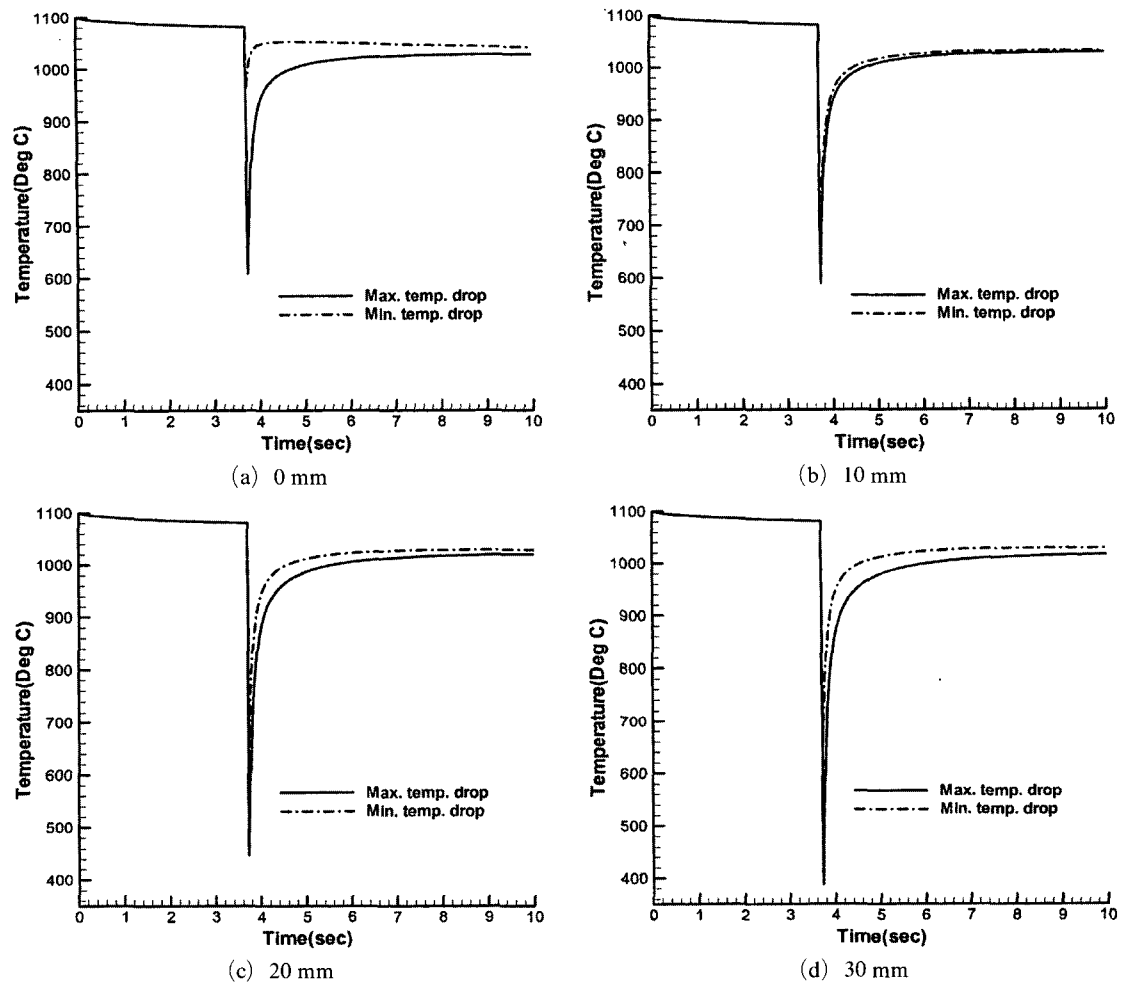 1100
1000
900
800
700
600
500
400
Temperature(Deg C)
Max. temp. drop
Min. temp. drop
0 1 2 3 4 5 6 7 8 9 10
Time(sec)
(a) 0 mm
1100
1000
900
800
700
600
500
400
Temperature(Deg C)
Max. temp. drop
Min. temp. drop
0 1 2 3 4 5 6 7 8 9 10
Time(sec)
(b) 10 mm
1100
1000
900
800
700
600
500
400
Temperature(Deg C)
Max. temp. drop
Min. temp. drop
0 1 2 3 4 5 6 7 8 9 10
Time(sec)
(c) 20 mm
1100
1000
900
800
700
600
500
400
Temperature(Deg C)
Max. temp. drop
Min. temp. drop
0 1 2 3 4 5 6 7 8 9 10
Time(sec)
(d) 30 mm